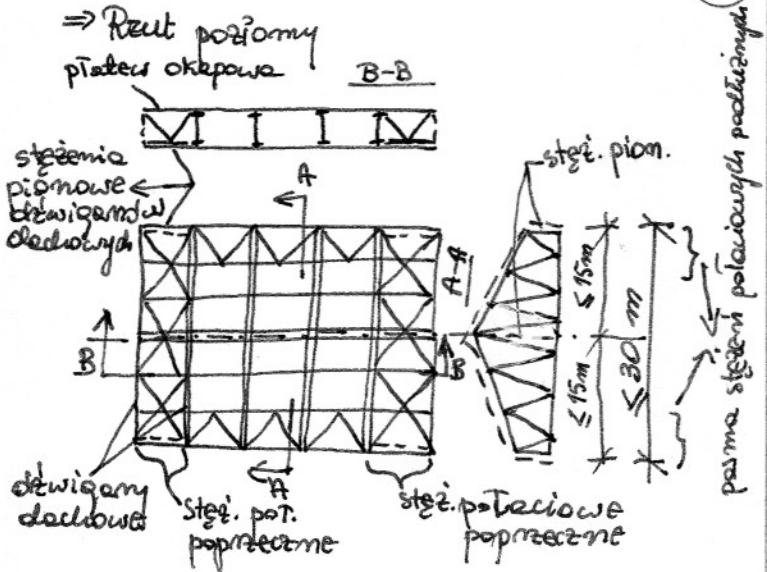 ⇒ Rzut poziomy
płatew okapowa
B-B
stężenia
pionowe
dźwigarów
dachowych
A
A-A
stęż. pion.
≤ 15m
≤ 15m
≤ 30 m
B
B
A
dźwigary
dachowe
stęż. poł.
poprzeczne
stęż. połaciowe
poprzeczne
pasma stężeń połaciowych podłużnych